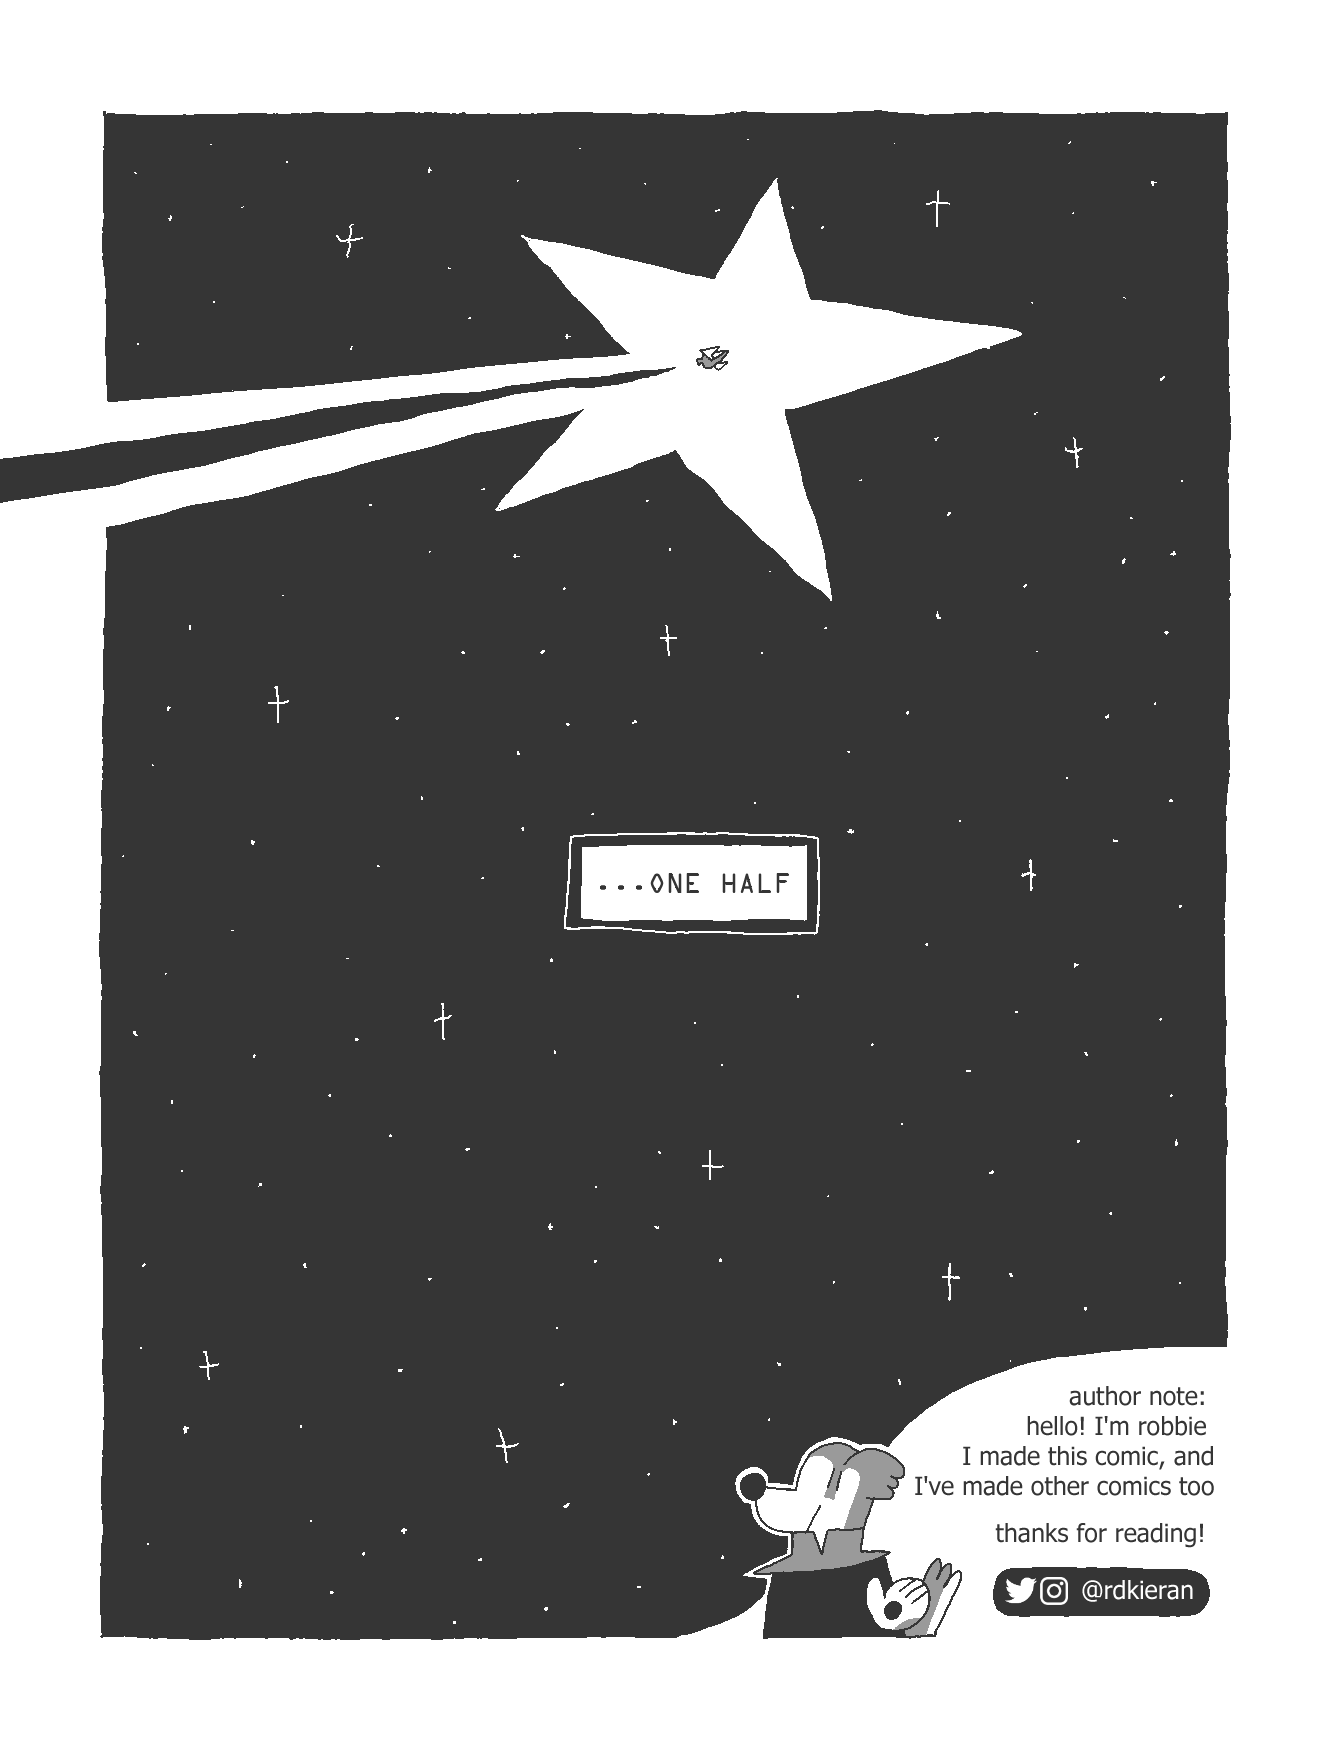 ...ONE HALF
author note:
hello! I'm robbie
I made this comic, and
I've made other comics too
thanks for reading!
@rdkieran